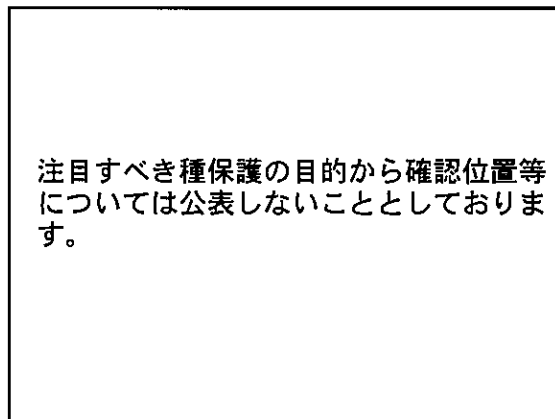 注目すべき種保護の目的から確認位置等
については公表しないこととしておりま
す。